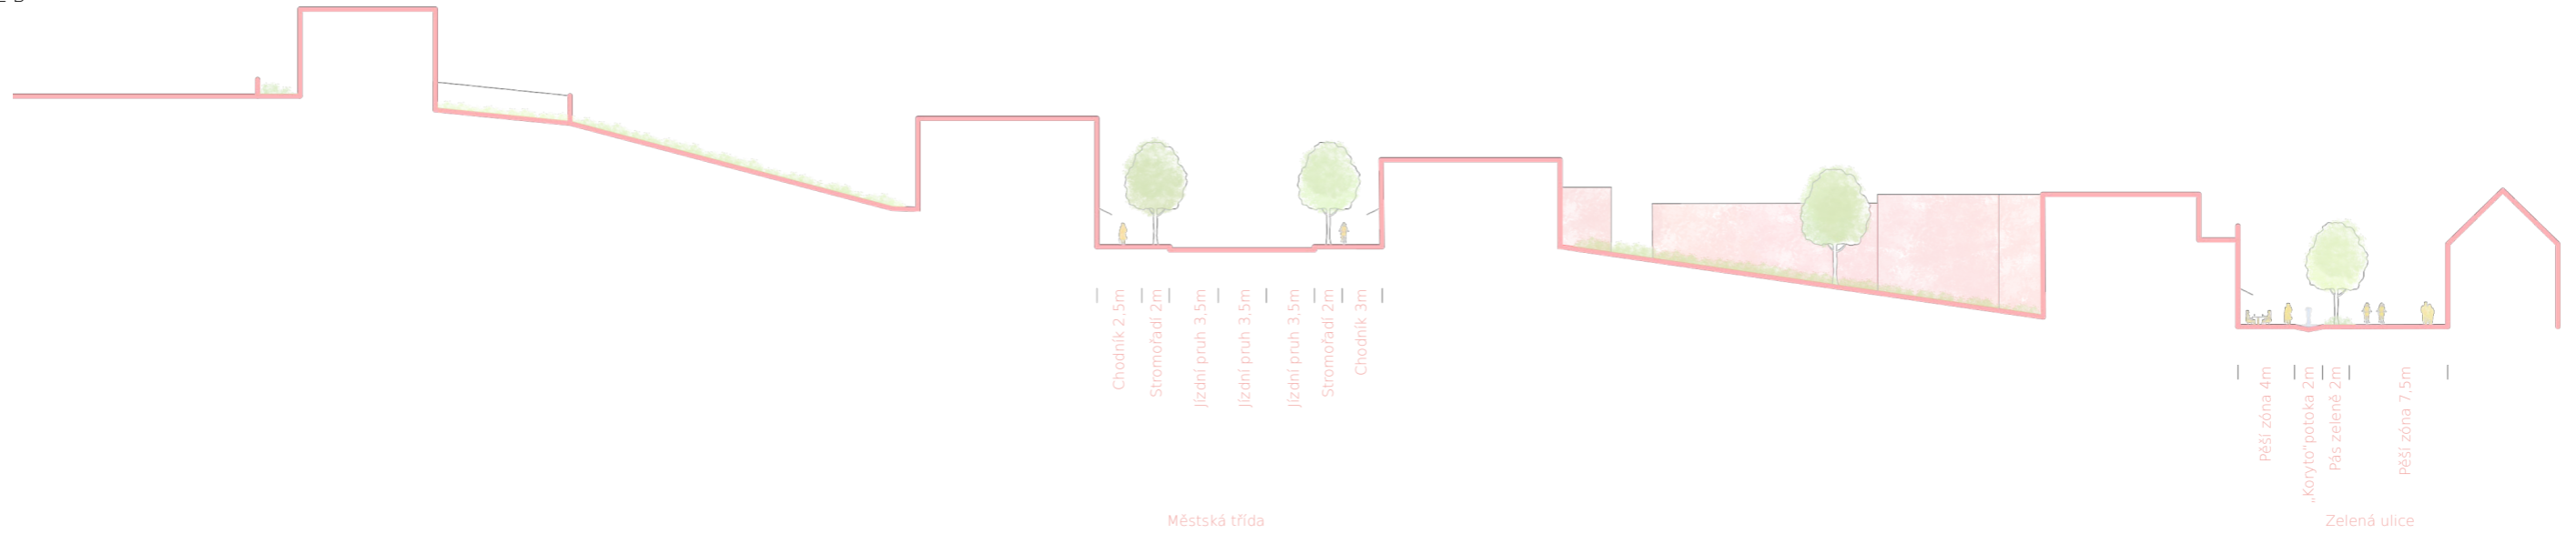 Chodník 2,5m
Stromořadí 2m
Jízdní pruh 3,5m
Jízdní pruh 3,5m
Jízdní pruh 3,5m
Stromořadí 2m
Chodník 3m
Pěší zóna 4m
„Koryto“potoka 2m
Pás zeleně 2m
Pěší zóna 7,5m
Městská třída
Zelená ulice